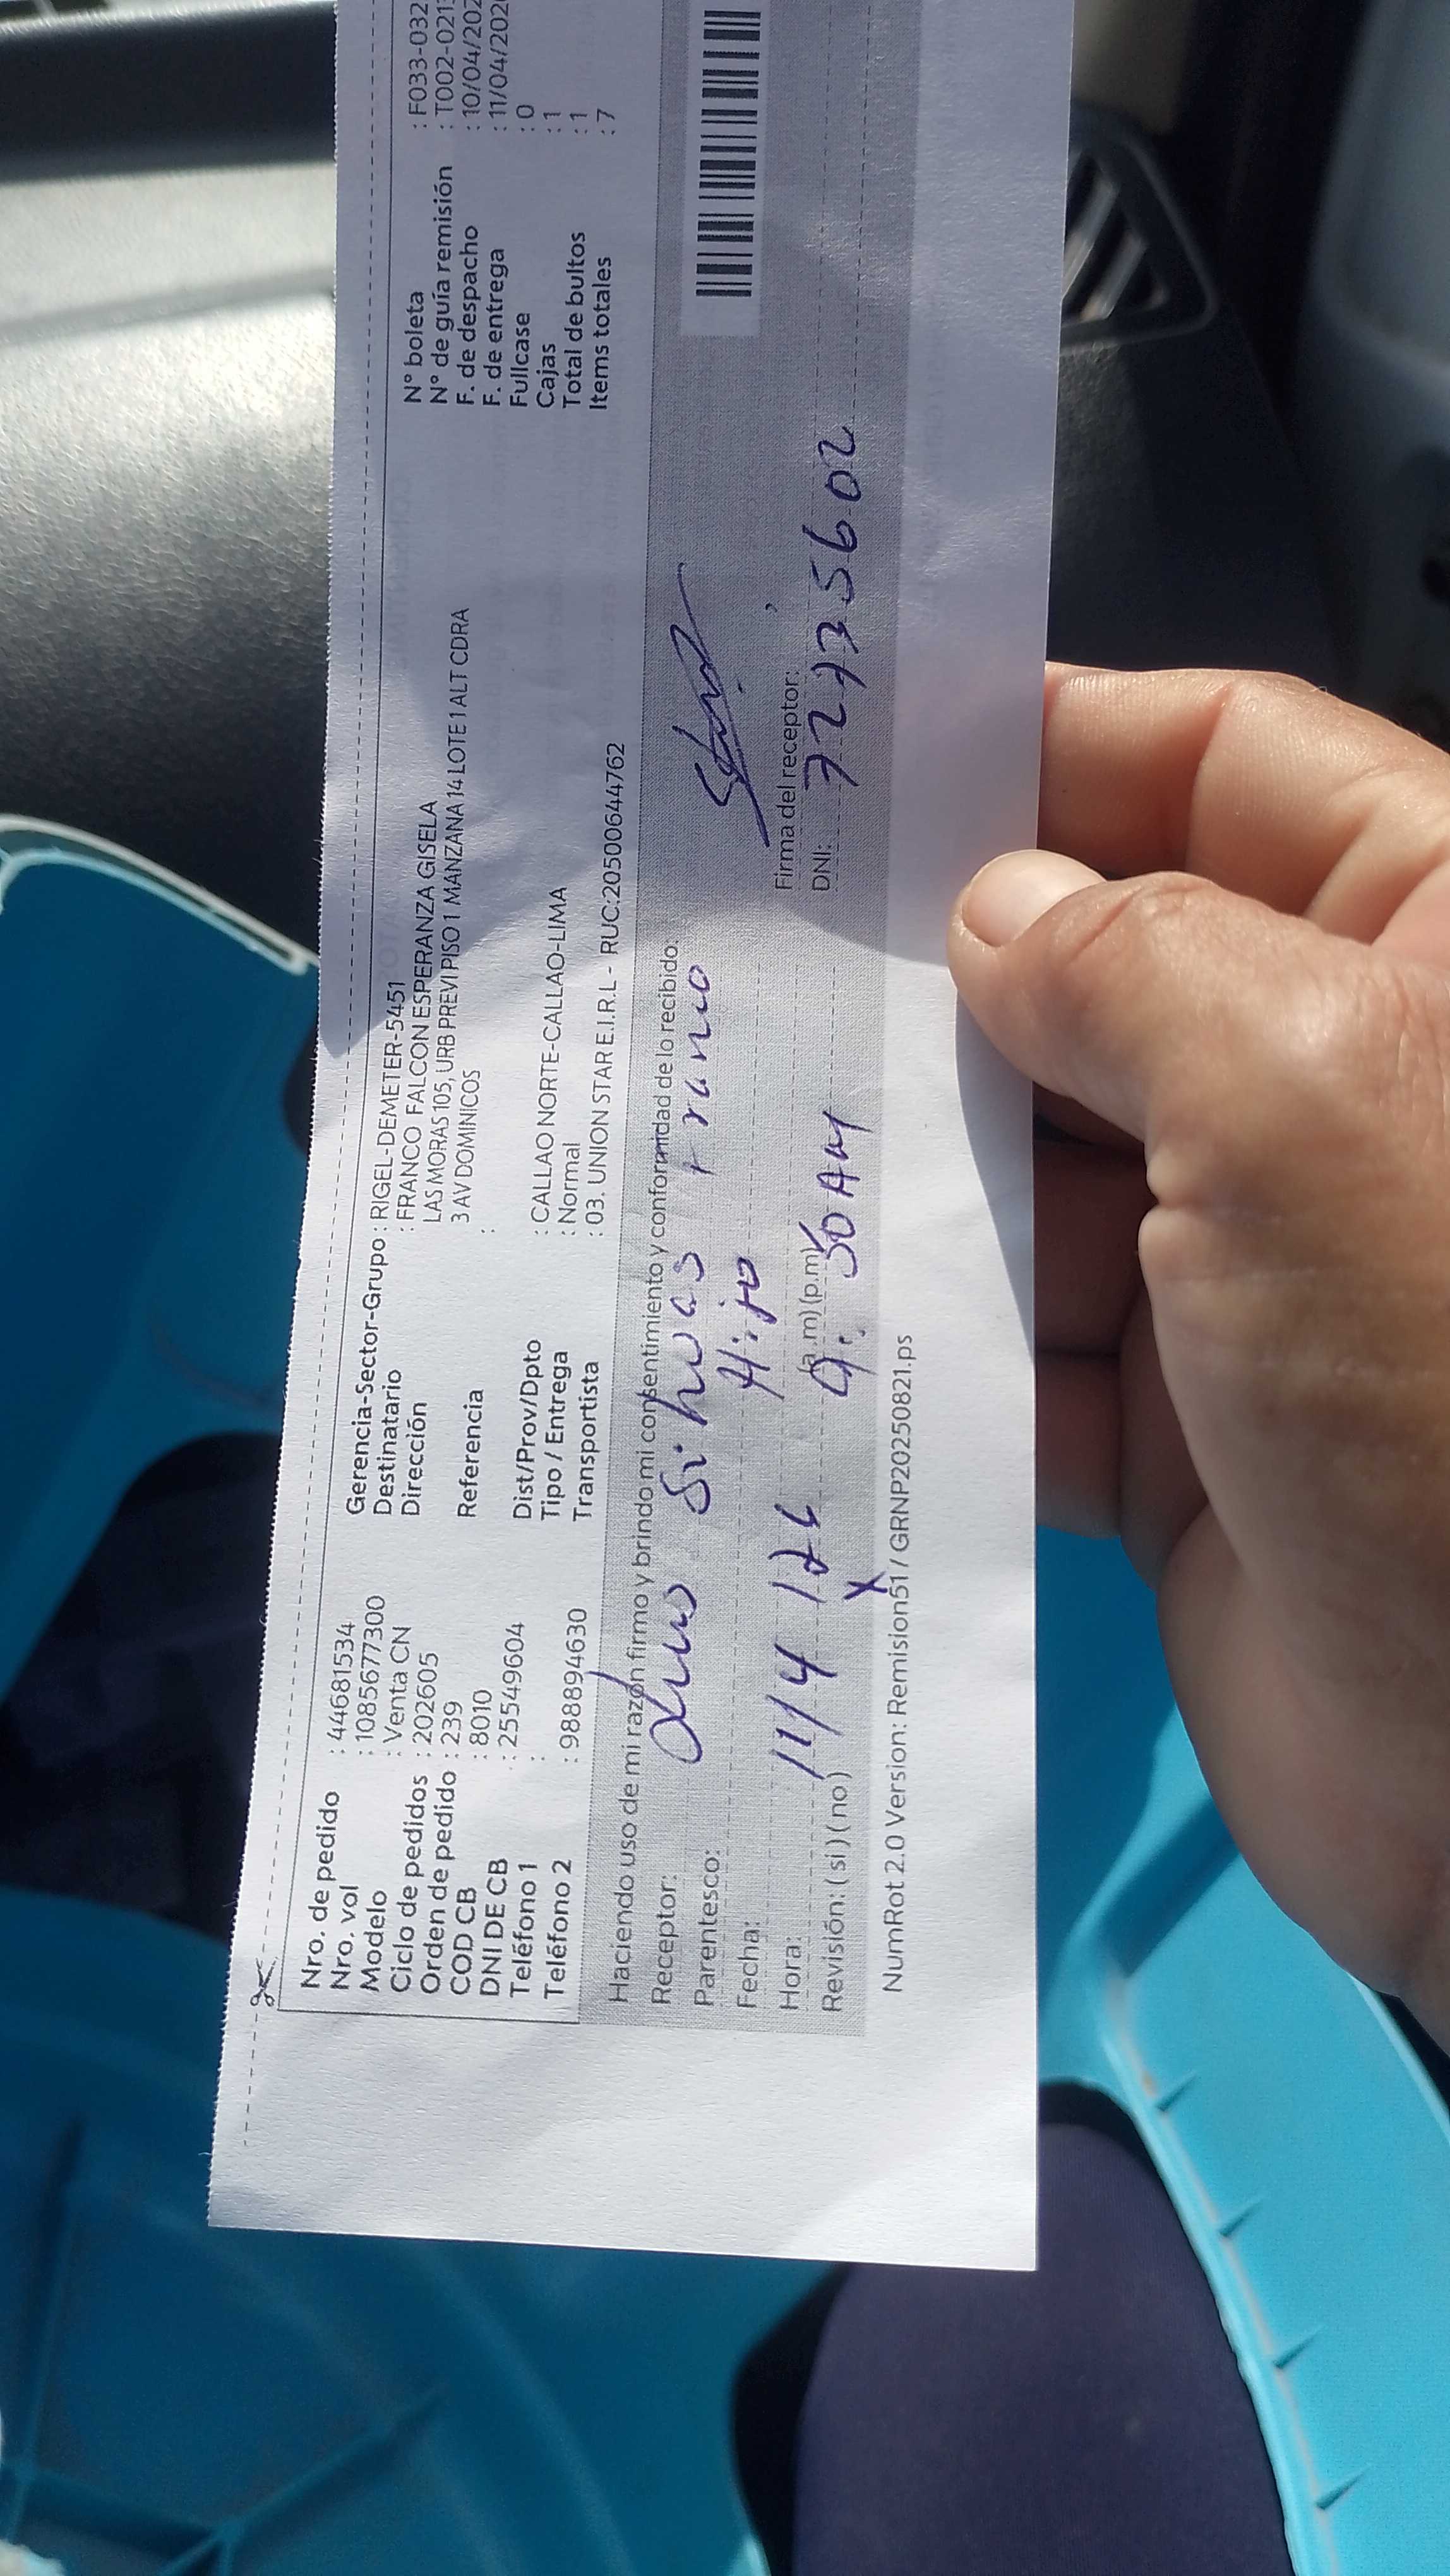 Nro. de pedido : 44681534
Nro. vol : 1085677300
Modelo : Venta CN
Ciclo de pedidos : 202605
Orden de pedido : 239
COD CB : 8010
DNI DE CB : 25549604
Teléfono 1 :
Teléfono 2 : 988894630
Gerencia-Sector-Grupo : RIGEL-DEMETER-5451
Destinatario : FRANCO FALCON ESPERANZA GISELA
Dirección LAS MORAS 105, URB PREVI PISO 1 MANZANA 14 LOTE 1 ALT CDRA
3 AV DOMINICOS
Referencia :
Dist/Prov/Dpto : CALLAO NORTE-CALLAO-LIMA
Tipo / Entrega : Normal
Transportista : 03. UNION STAR E.I.R.L - RUC:20500644762
N° boleta : F033-032
N° de guía remisión : T002-021
F. de despacho : 10/04/202
F. de entrega : 11/04/202
Fullcase : 0
Cajas : 1
Total de bultos : 1
Items totales : 7
Haciendo uso de mi razón firmo y brindo mi consentimiento y conformidad de lo recibido.
Receptor: Sihuas
Parentesco: Hijo
Fecha: 11/4/26
Hora: (a.m) (p.m) 9:50 AM
Revisión: ( si ) ( no ) X
Firma del receptor:
DNI: 72735602
NumRot 2.0 Version: Remision51 / GRNP20250821.ps